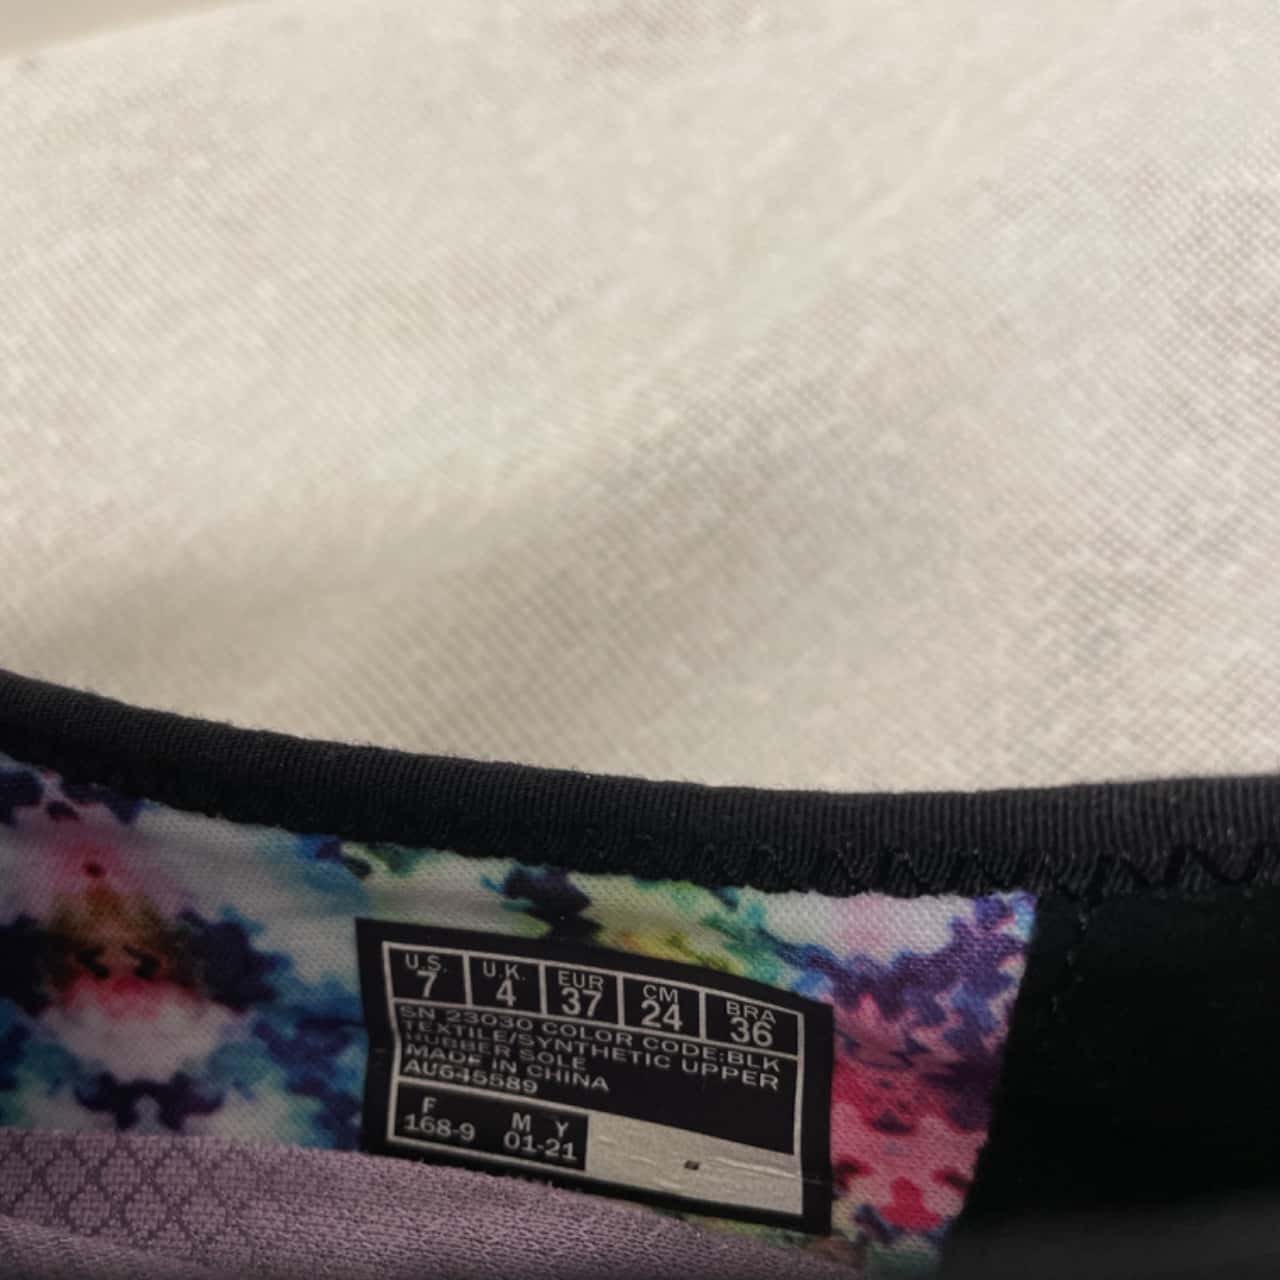 U.S. U.K. EUR CM BRA
7 4 37 24 36
SN 23030 COLOR CODE:BLK
TEXTILE/SYNTHETIC UPPER
RUBBER SOLE
MADE IN CHINA
AU645589
F M Y
168-9 01-21